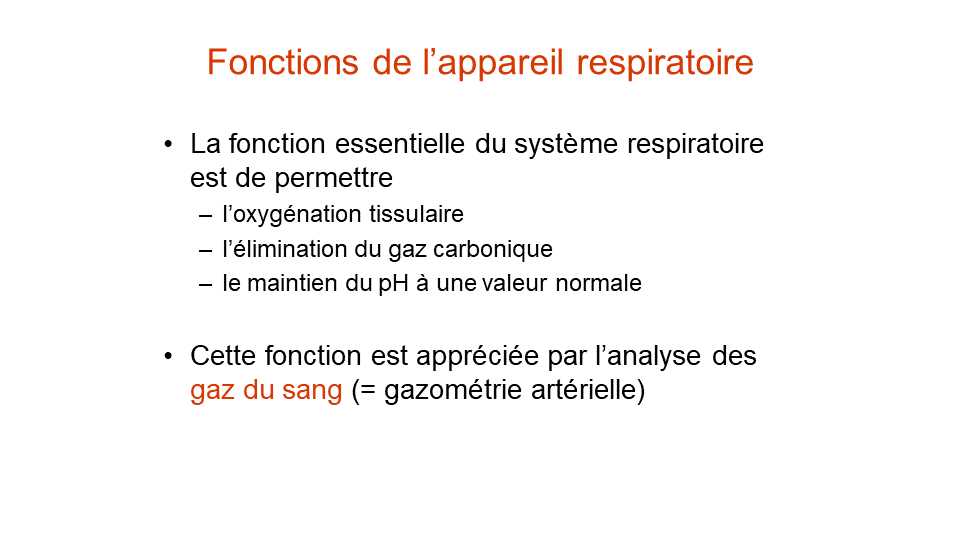 Fonctions de l’appareil respiratoire
• La fonction essentielle du système respiratoire
est de permettre
– l’oxygénation tissulaire
– l’élimination du gaz carbonique
– le maintien du pH à une valeur normale
• Cette fonction est appréciée par l’analyse des
gaz du sang (= gazométrie artérielle)